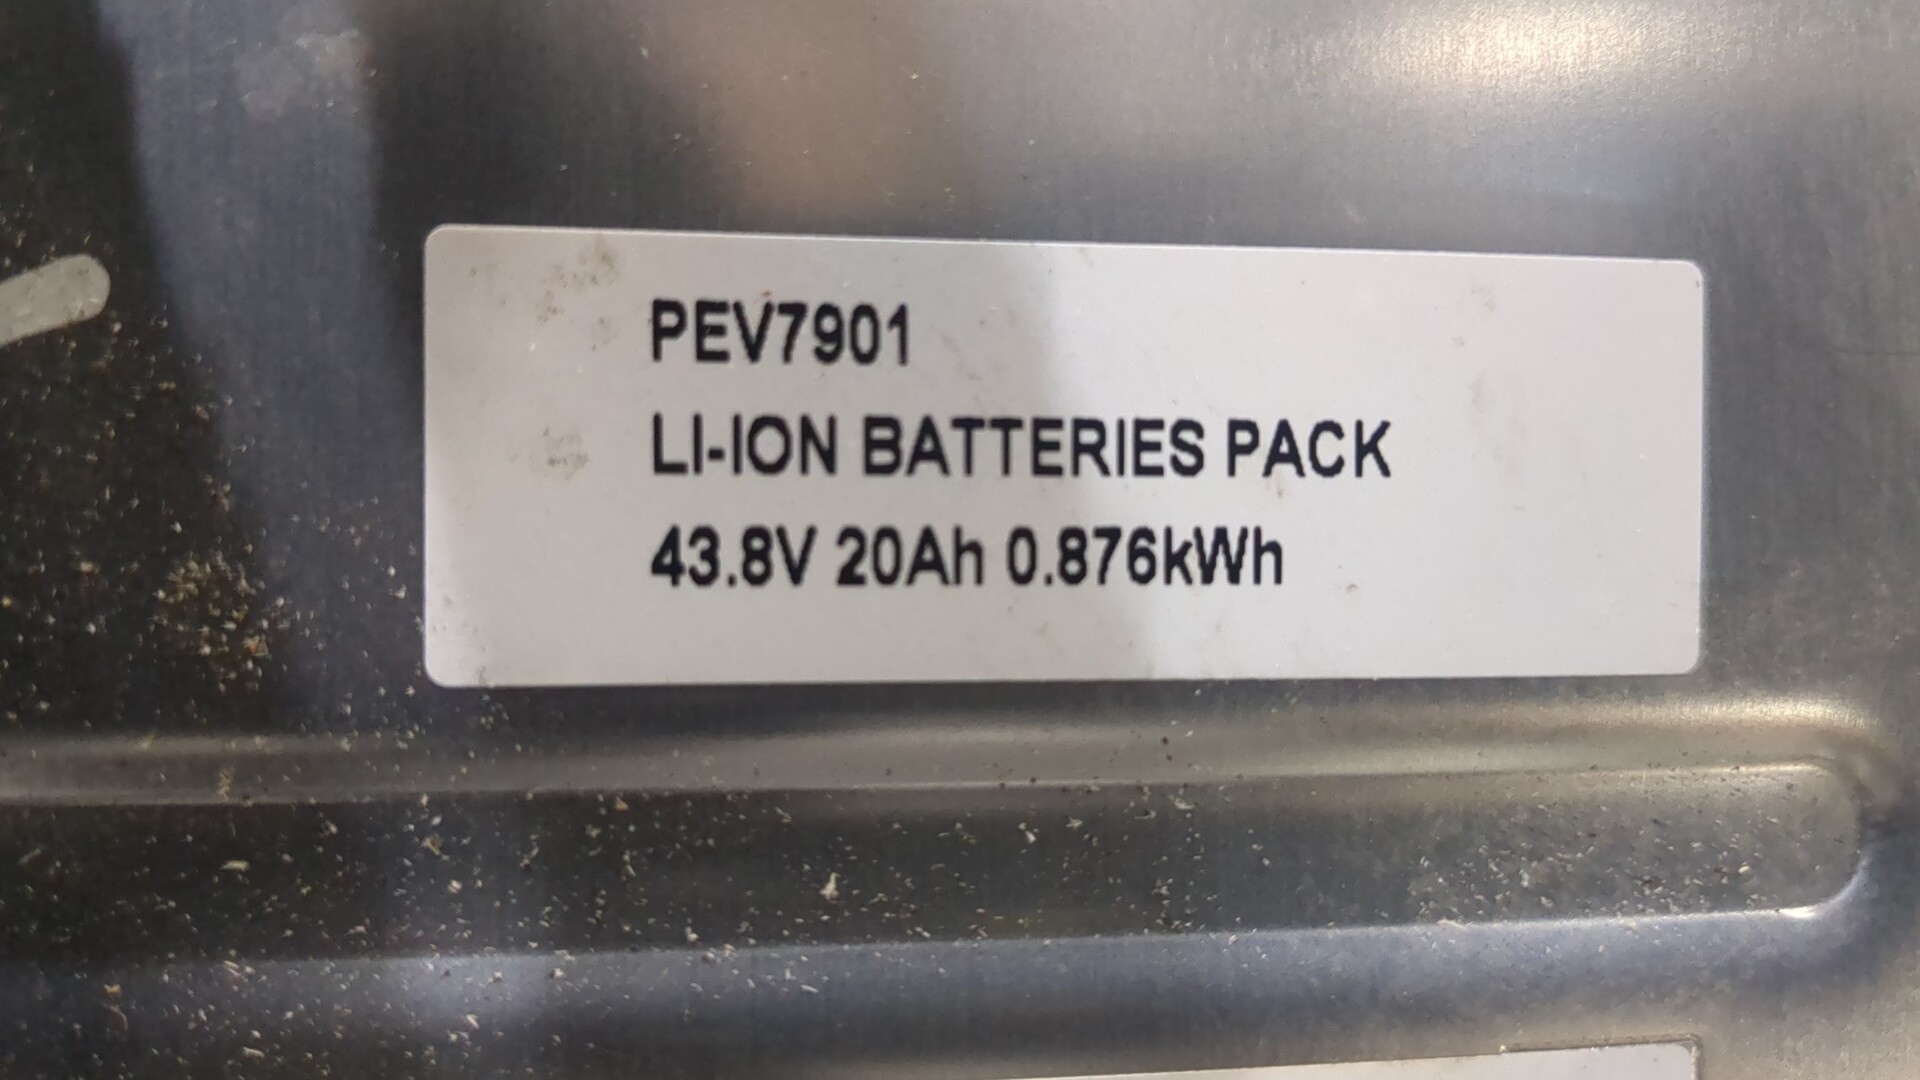 PEV7901
LI-ION BATTERIES PACK
43.8V 20Ah 0.876kWh